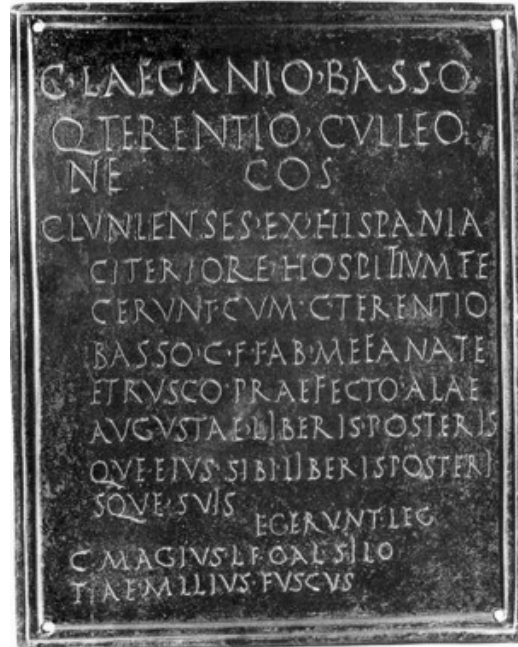 C·LAECANIO·BASSO
Q·TERENTIO·CVLLEO
NE COS
CLVNIENSES·EX·HISPANIA
CITERIORE·HOSPITIVM·FE
CERVNT·CVM·C·TERENTIO
BASSO·C·F·FAB·MEFANATE
ETRVSCO·PRAEFECTO·ALAE
AVGVSTAE·LIBERIS·POSTERIS
QVE·EIVS·SIBI·LIBERIS·POSTERI
SQVE·SVIS
EGERVNT·LEG
C·MAGIVS·L·F·GAL·SILO
T·AEMILIVS·FVSCVS